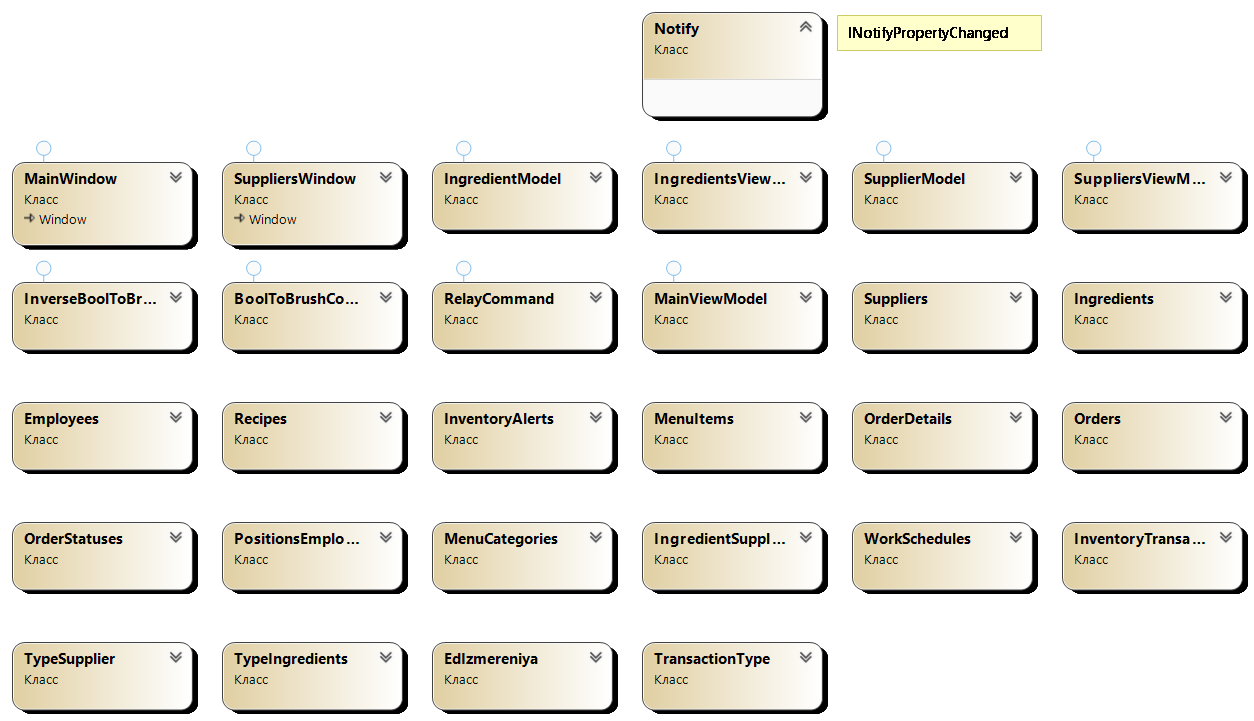 Notify
Класс
INotifyPropertyChanged
MainWindow
Класс
Window
SuppliersWindow
Класс
Window
IngredientModel
Класс
IngredientsView...
Класс
SupplierModel
Класс
SuppliersViewM...
Класс
InverseBoolToBr...
Класс
BoolToBrushCo...
Класс
RelayCommand
Класс
MainViewModel
Класс
Suppliers
Класс
Ingredients
Класс
Employees
Класс
Recipes
Класс
InventoryAlerts
Класс
MenuItems
Класс
OrderDetails
Класс
Orders
Класс
OrderStatuses
Класс
PositionsEmplo...
Класс
MenuCategories
Класс
IngredientSuppl...
Класс
WorkSchedules
Класс
InventoryTransa...
Класс
TypeSupplier
Класс
TypeIngredients
Класс
EdIzmereniya
Класс
TransactionType
Класс